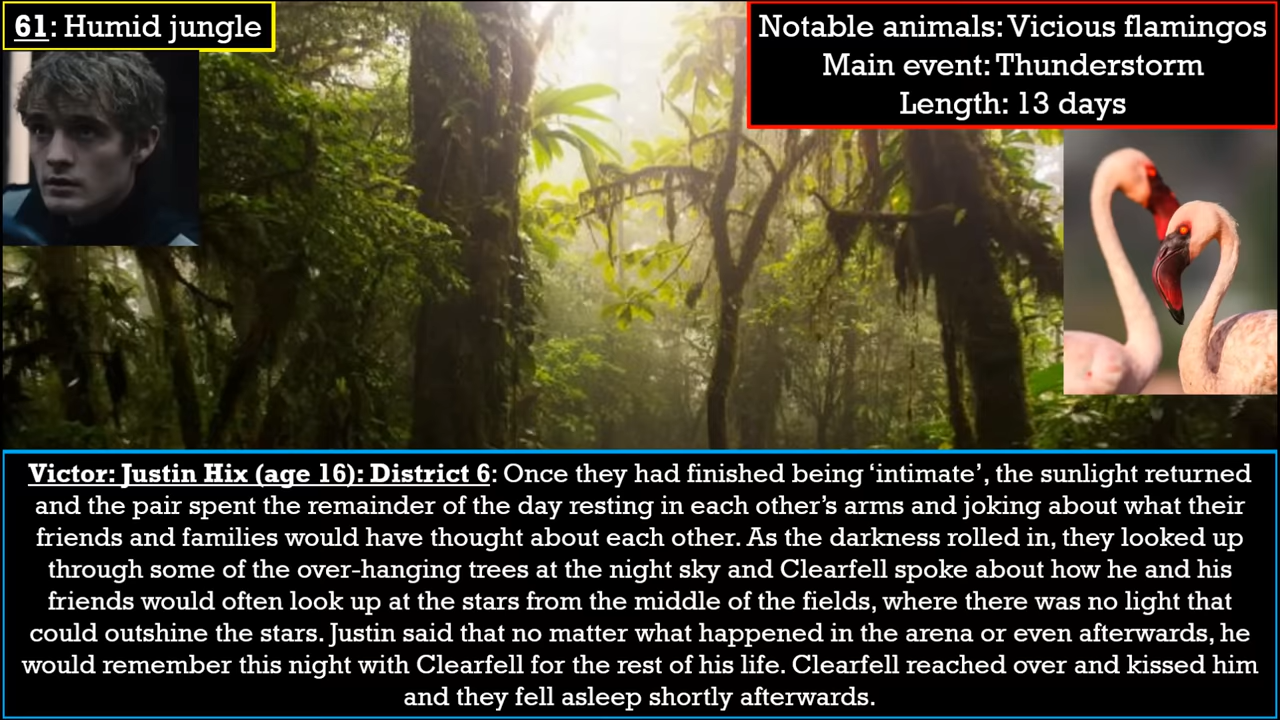 61: Humid jungle
Notable animals: Vicious flamingos
Main event: Thunderstorm
Length: 13 days
Victor: Justin Hix (age 16): District 6: Once they had finished being ‘intimate’, the sunlight returned
and the pair spent the remainder of the day resting in each other’s arms and joking about what their
friends and families would have thought about each other. As the darkness rolled in, they looked up
through some of the over-hanging trees at the night sky and Clearfell spoke about how he and his
friends would often look up at the stars from the middle of the fields, where there was no light that
could outshine the stars. Justin said that no matter what happened in the arena or even afterwards, he
would remember this night with Clearfell for the rest of his life. Clearfell reached over and kissed him
and they fell asleep shortly afterwards.